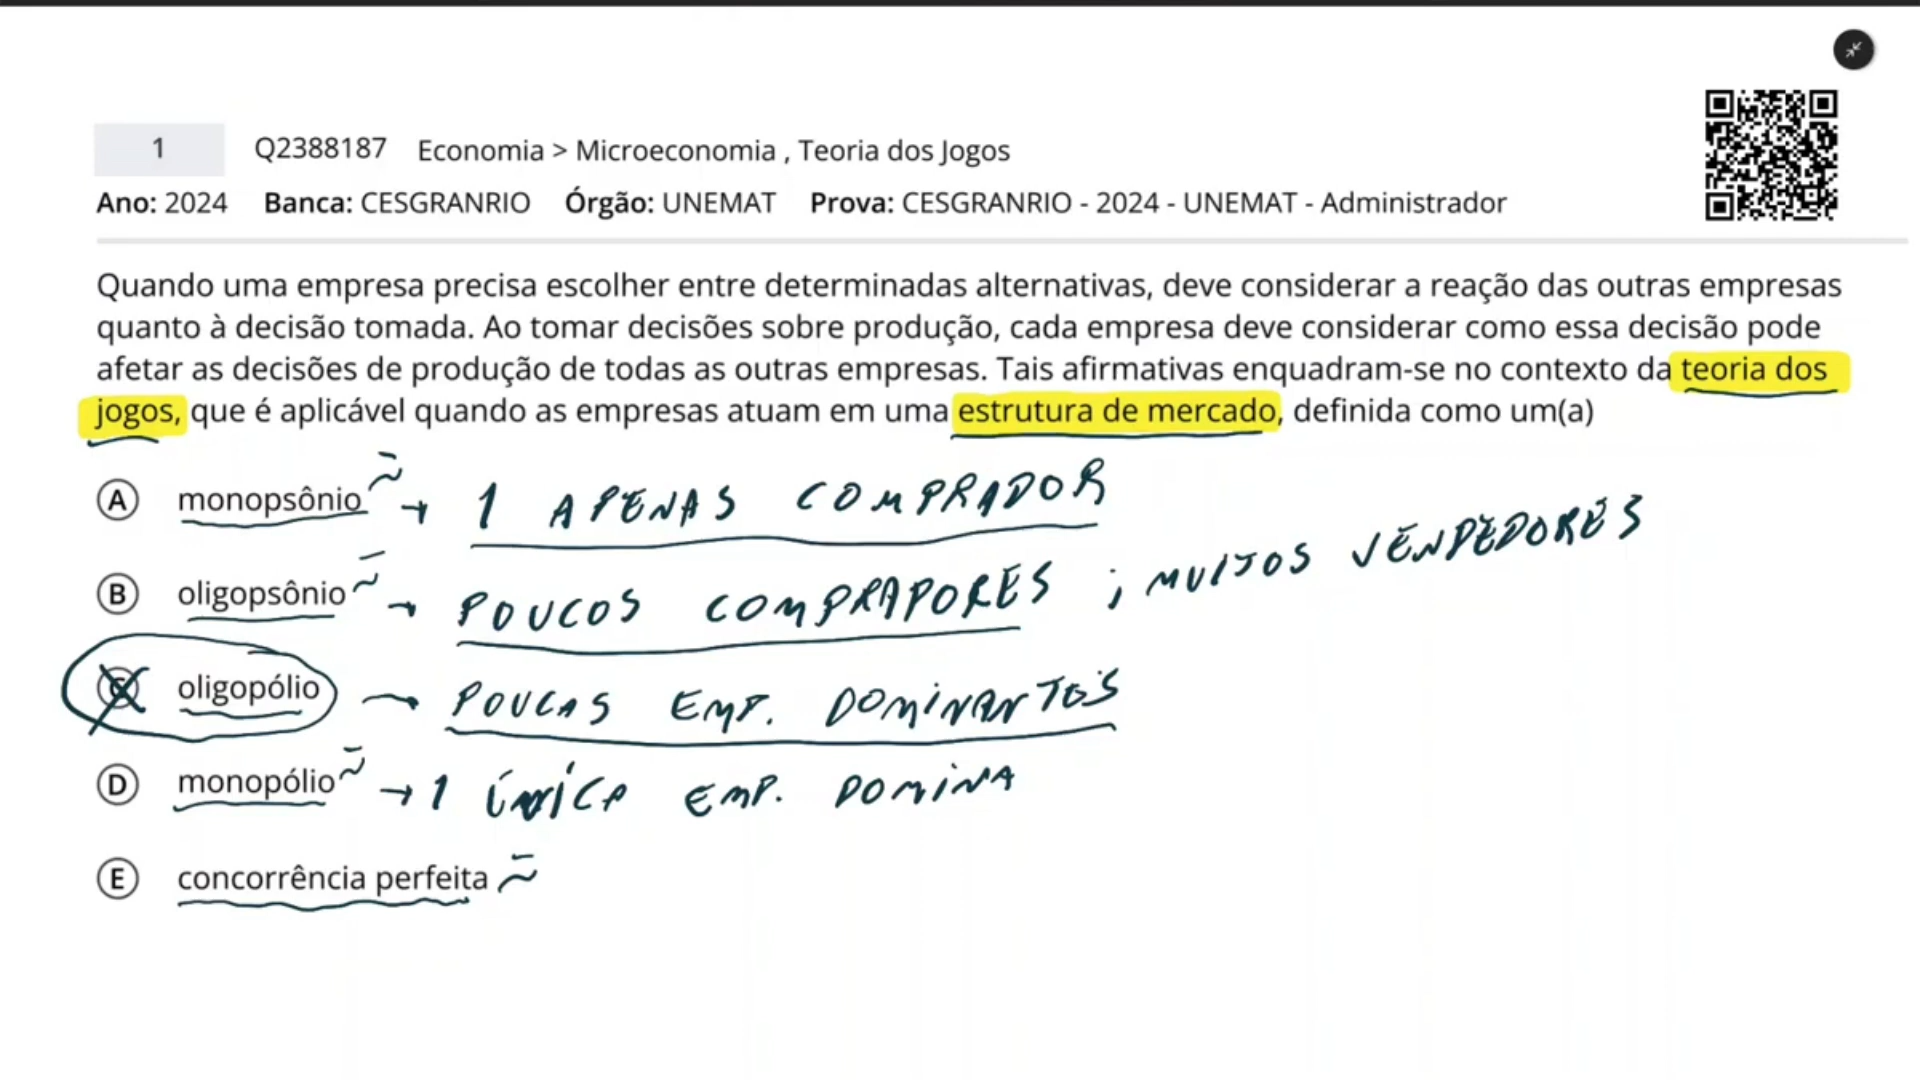 1 Q2388187 Economia > Microeconomia , Teoria dos Jogos
Ano: 2024 Banca: CESGRANRIO Órgão: UNEMAT Prova: CESGRANRIO - 2024 - UNEMAT - Administrador
Quando uma empresa precisa escolher entre determinadas alternativas, deve considerar a reação das outras empresas
quanto à decisão tomada. Ao tomar decisões sobre produção, cada empresa deve considerar como essa decisão pode
afetar as decisões de produção de todas as outras empresas. Tais afirmativas enquadram-se no contexto da teoria dos
jogos, que é aplicável quando as empresas atuam em uma estrutura de mercado, definida como um(a)
A monopsônio → 1 APENAS COMPRADOR
B oligopsônio → POUCOS COMPRADORES ; MUITOS VENDEDORES
C oligopólio → POUCAS EMP. DOMINANTES
D monopólio → 1 ÚNICA EMP. DOMINA
E concorrência perfeita